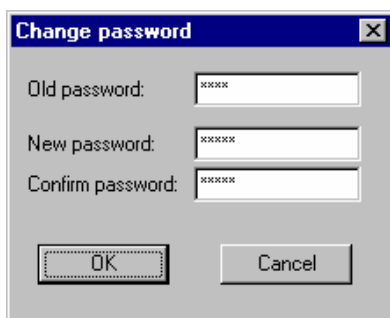 Change password
Old password: ****
New password: *****
Confirm password: *****
OK Cancel